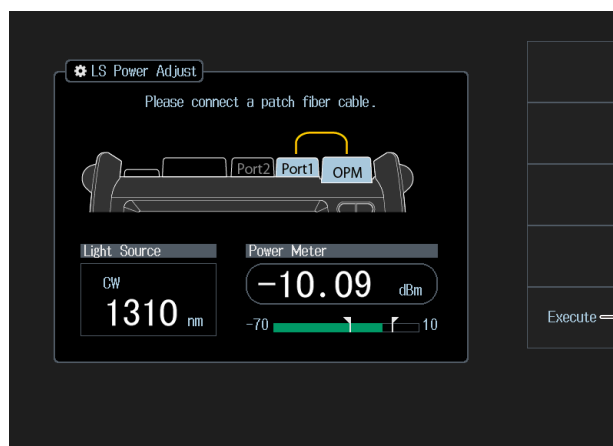 LS Power Adjust
Please connect a patch fiber cable.
Port2 Port1 OPM
Light Source
CW
1310 nm
Power Meter
-10.09 dBm
-70 10
Execute